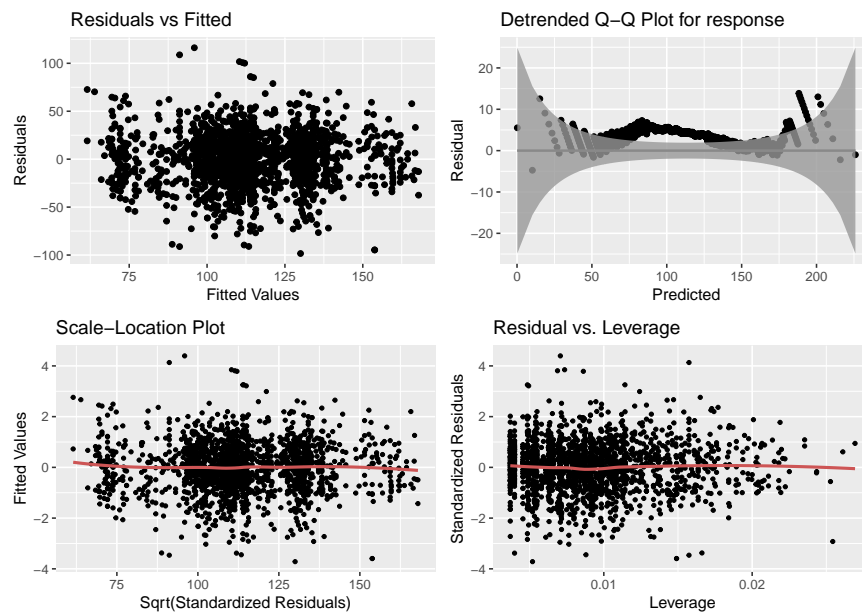 Residuals vs Fitted
100
50
0
−50
−100
75
100
125
150
Fitted Values
Residuals
Detrended Q−Q Plot for response
20
10
0
−10
−20
0
50
100
150
200
Predicted
Residual
Scale−Location Plot
4
2
0
−2
−4
75
100
125
150
Sqrt(Standardized Residuals)
Fitted Values
Residual vs. Leverage
4
2
0
−2
−4
0.01
0.02
Leverage
Standardized Residuals